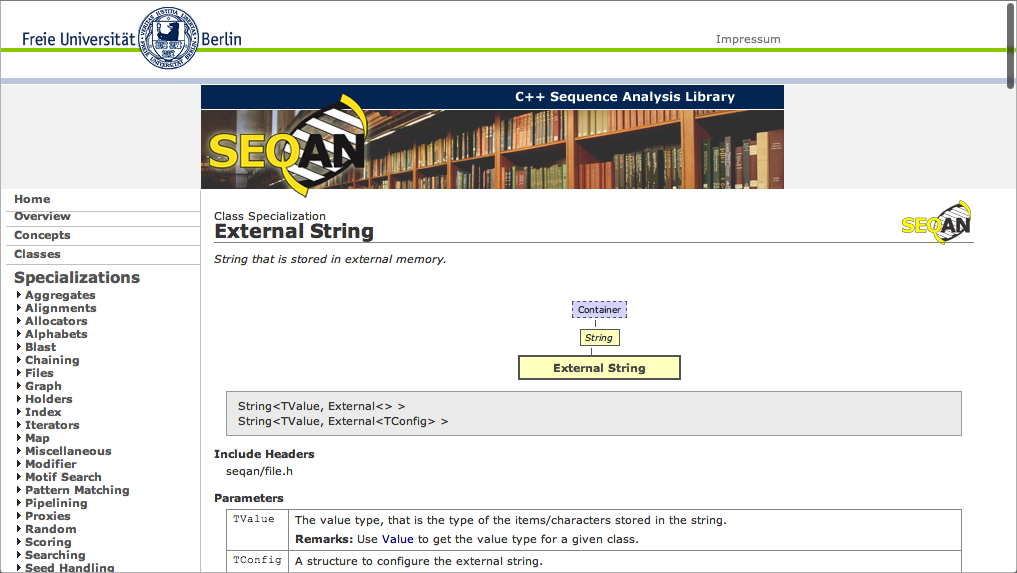 Freie Universität Berlin
Impressum
C++ Sequence Analysis Library
SEQAN
Home
Overview
Concepts
Classes
Specializations
Aggregates
Alignments
Allocators
Alphabets
Blast
Chaining
Files
Graph
Holders
Index
Iterators
Map
Miscellaneous
Modifier
Motif Search
Pattern Matching
Pipelining
Proxies
Random
Scoring
Searching
Seed Handling
Class Specialization
External String
SEQAN
String that is stored in external memory.
Container
String
External String
String<TValue, External<> >
String<TValue, External<TConfig> >
Include Headers
seqan/file.h
Parameters
TValue The value type, that is the type of the items/characters stored in the string.
Remarks: Use Value to get the value type for a given class.
TConfig A structure to configure the external string.